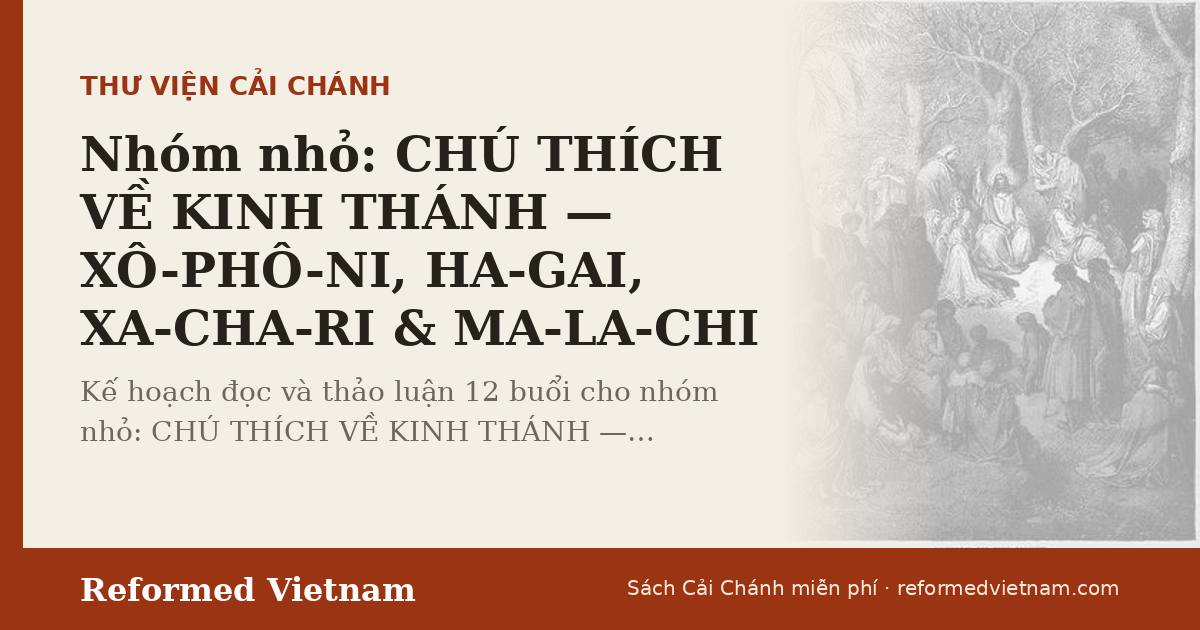 THƯ VIỆN CẢI CHÁNH
Nhóm nhỏ: CHÚ THÍCH
VỀ KINH THÁNH —
XÔ-PHÔ-NI, HA-GAI,
XA-CHA-RI & MA-LA-CHI
Kế hoạch đọc và thảo luận 12 buổi cho nhóm
nhỏ: CHÚ THÍCH VỀ KINH THÁNH —...
Reformed Vietnam
Sách Cải Chánh miễn phí · reformedvietnam.com